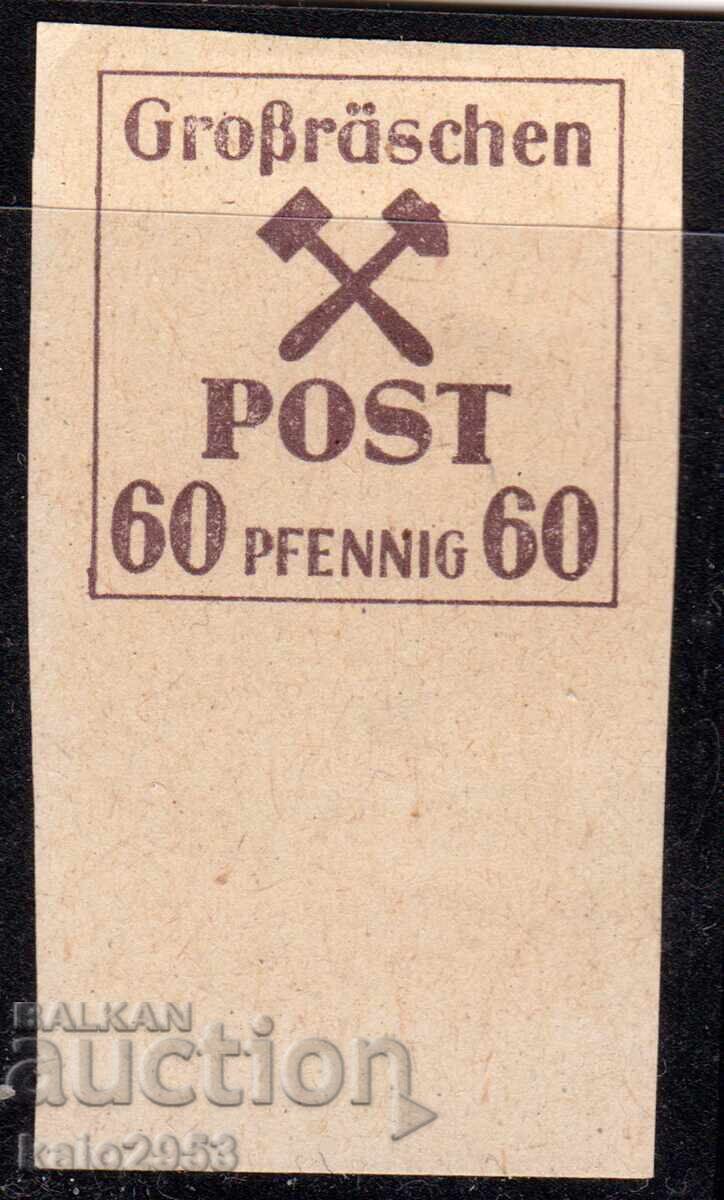 Großräschen
POST
60 PFENNIG 60
BALKAN
auction
kalo2953